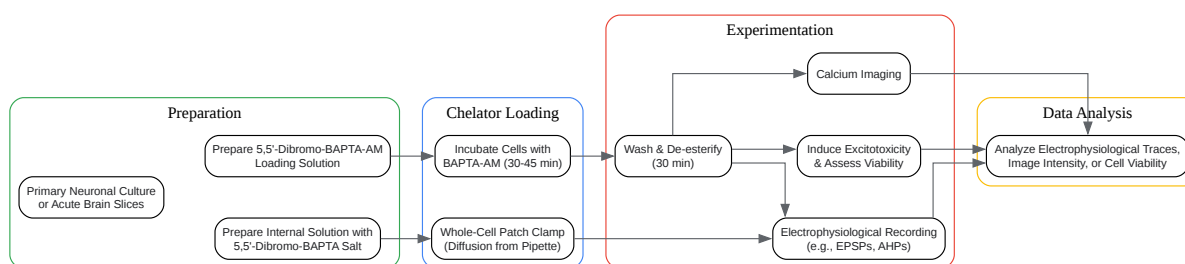 Preparation
Primary Neuronal Culture
or Acute Brain Slices
Prepare 5,5'-Dibromo-BAPTA-AM
Loading Solution
Prepare Internal Solution with
5,5'-Dibromo-BAPTA Salt
Chelator Loading
Incubate Cells with
BAPTA-AM (30-45 min)
Whole-Cell Patch Clamp
(Diffusion from Pipette)
Experimentation
Wash & De-esterify
(30 min)
Calcium Imaging
Induce Excitotoxicity
& Assess Viability
Electrophysiological Recording
(e.g., EPSPs, AHPs)
Data Analysis
Analyze Electrophysiological Traces,
Image Intensity, or Cell Viability